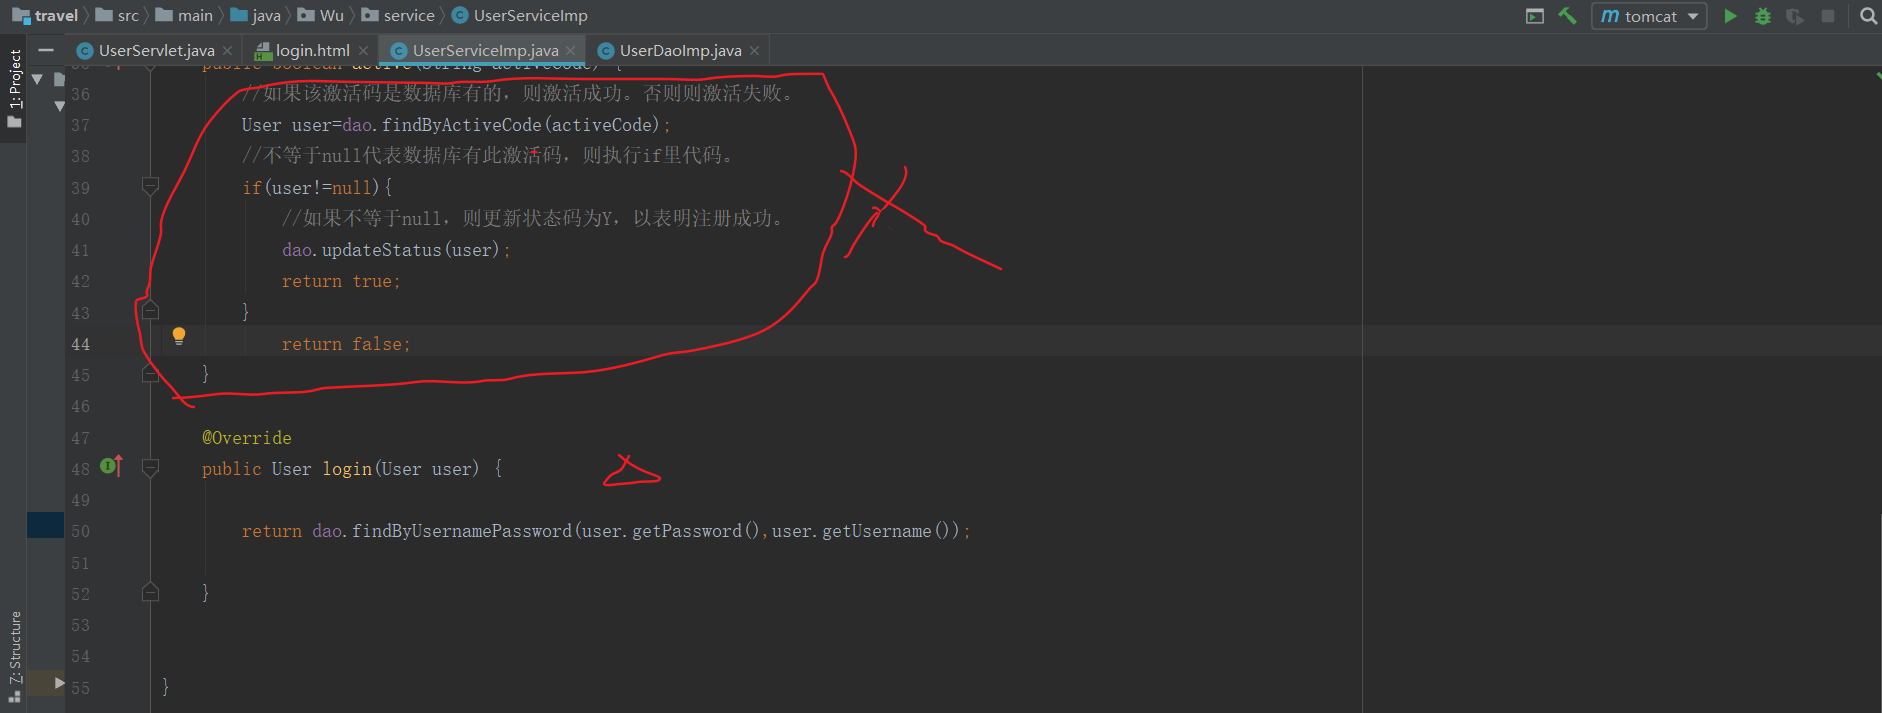 travel src main java Wu service UserServiceImp tomcat
UserServlet.java login.html UserServiceImp.java UserDaoImp.java
1: Project
7: Structure
public boolean active(String activeCode) {
36 //如果该激活码是数据库有的，则激活成功。否则则激活失败。
37 User user=dao.findByActiveCode(activeCode);
38 //不等于null代表数据库有此激活码，则执行if里代码。
39 if(user!=null){
40 //如果不等于null，则更新状态码为Y，以表明注册成功。
41 dao.updateStatus(user);
42 return true;
43 }
44 return false;
45 }
46
47 @Override
48 public User login(User user) {
49
50 return dao.findByUsernamePassword(user.getPassword(),user.getUsername());
51
52 }
53
54
55 }